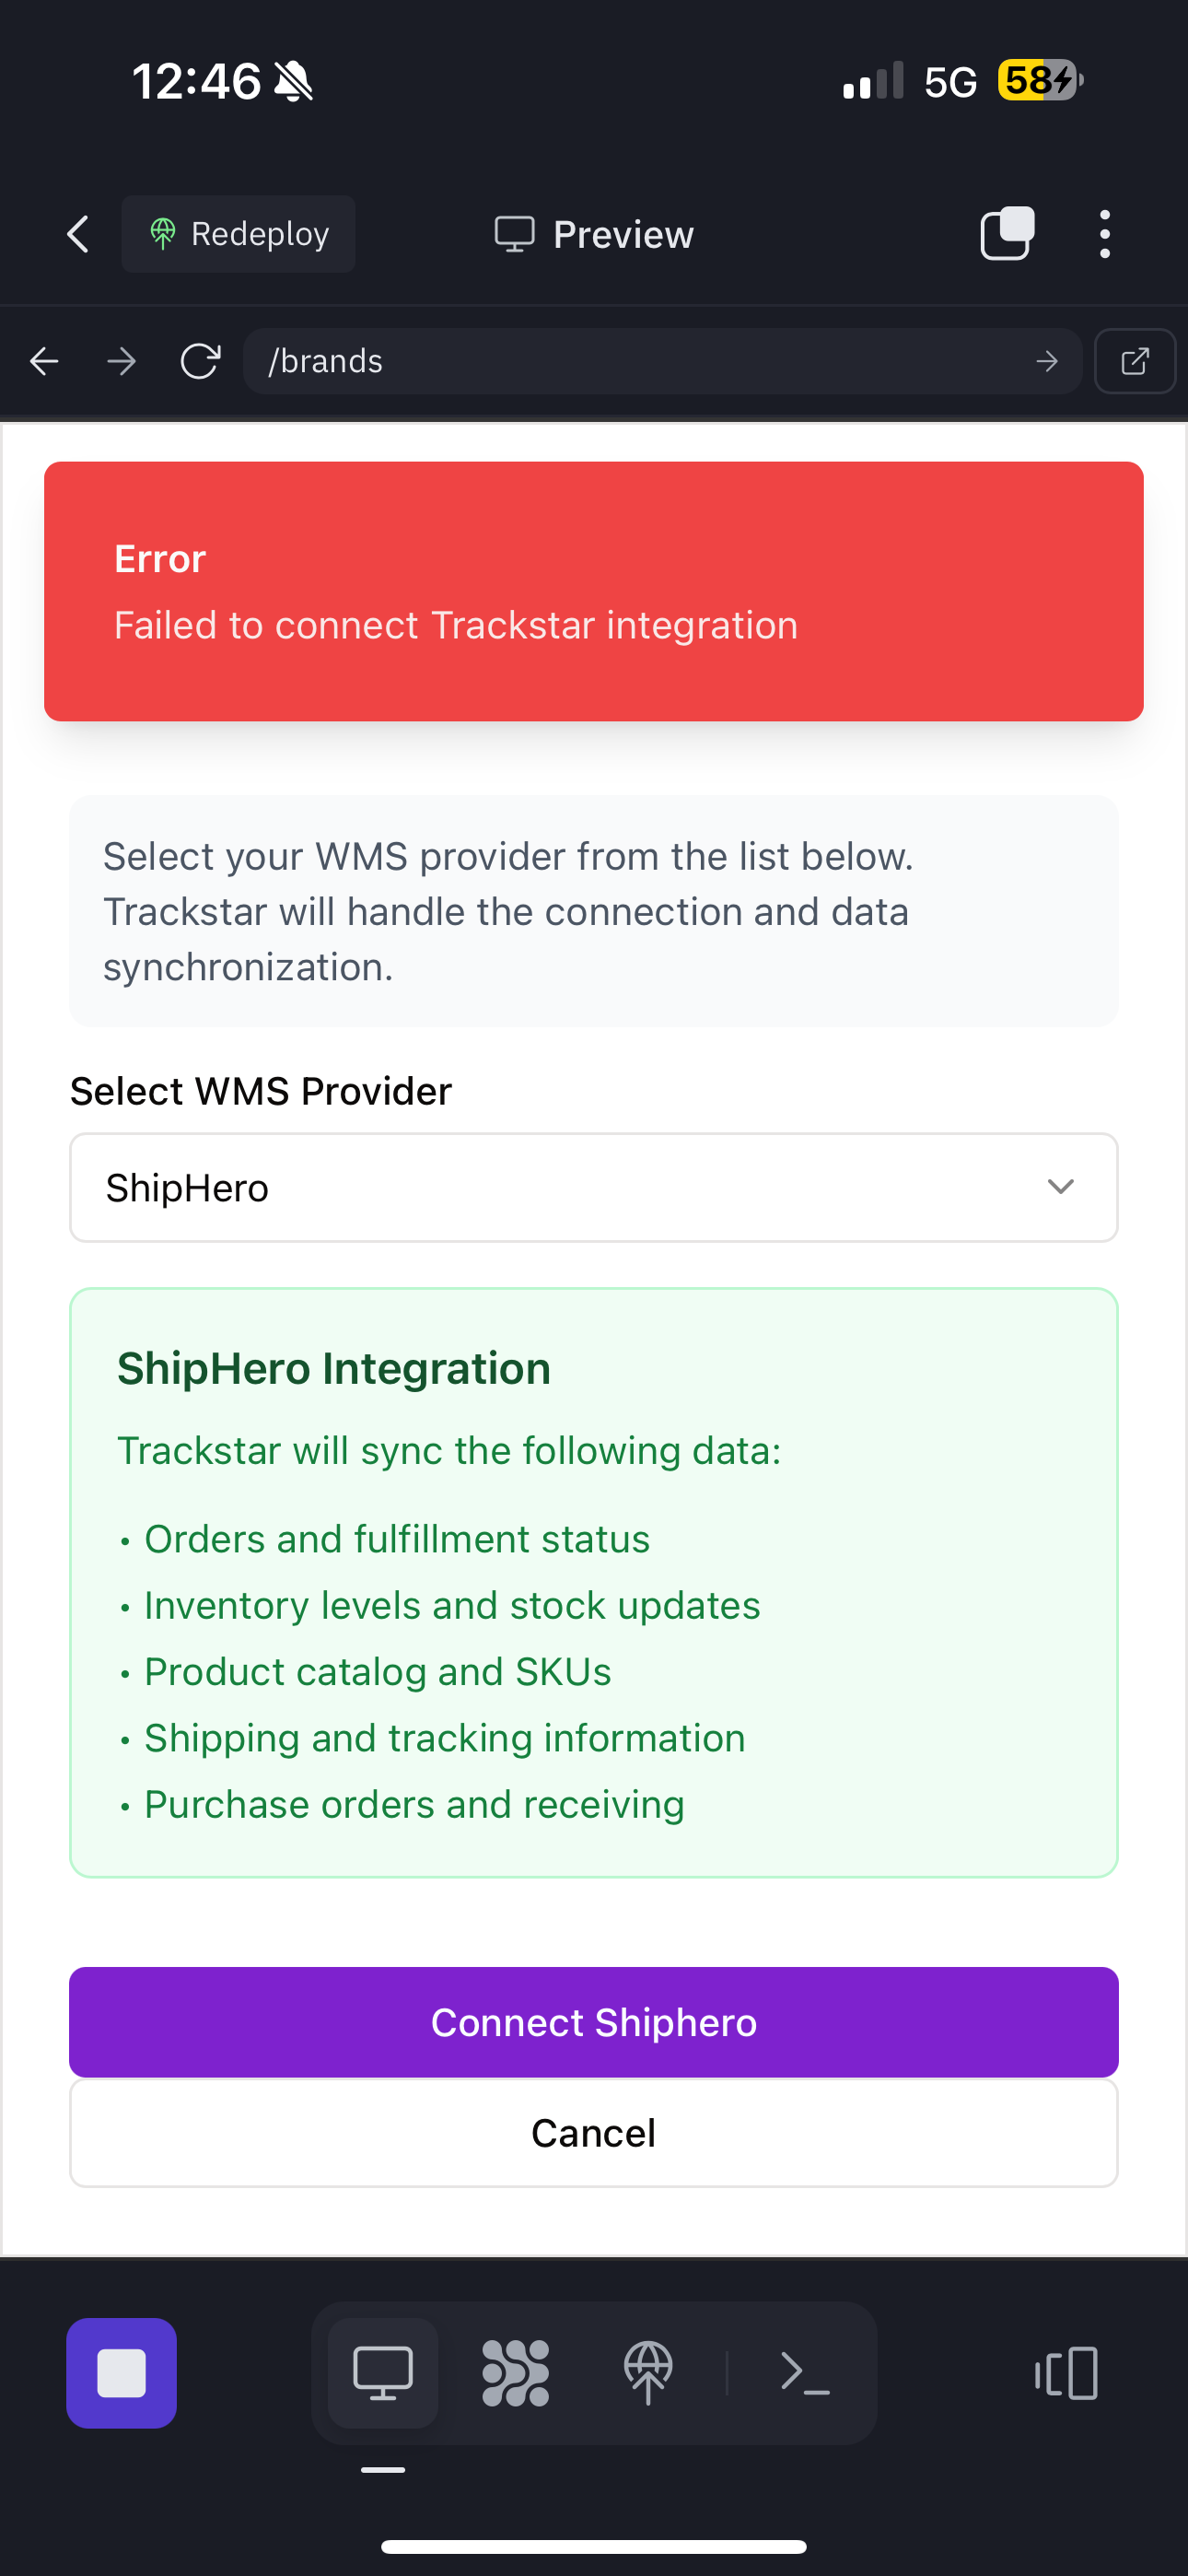 12:46
5G
58
Redeploy
Preview
/brands
Error
Failed to connect Trackstar integration
Select your WMS provider from the list below.
Trackstar will handle the connection and data
synchronization.
Select WMS Provider
ShipHero
ShipHero Integration
Trackstar will sync the following data:
• Orders and fulfillment status
• Inventory levels and stock updates
• Product catalog and SKUs
• Shipping and tracking information
• Purchase orders and receiving
Connect Shiphero
Cancel